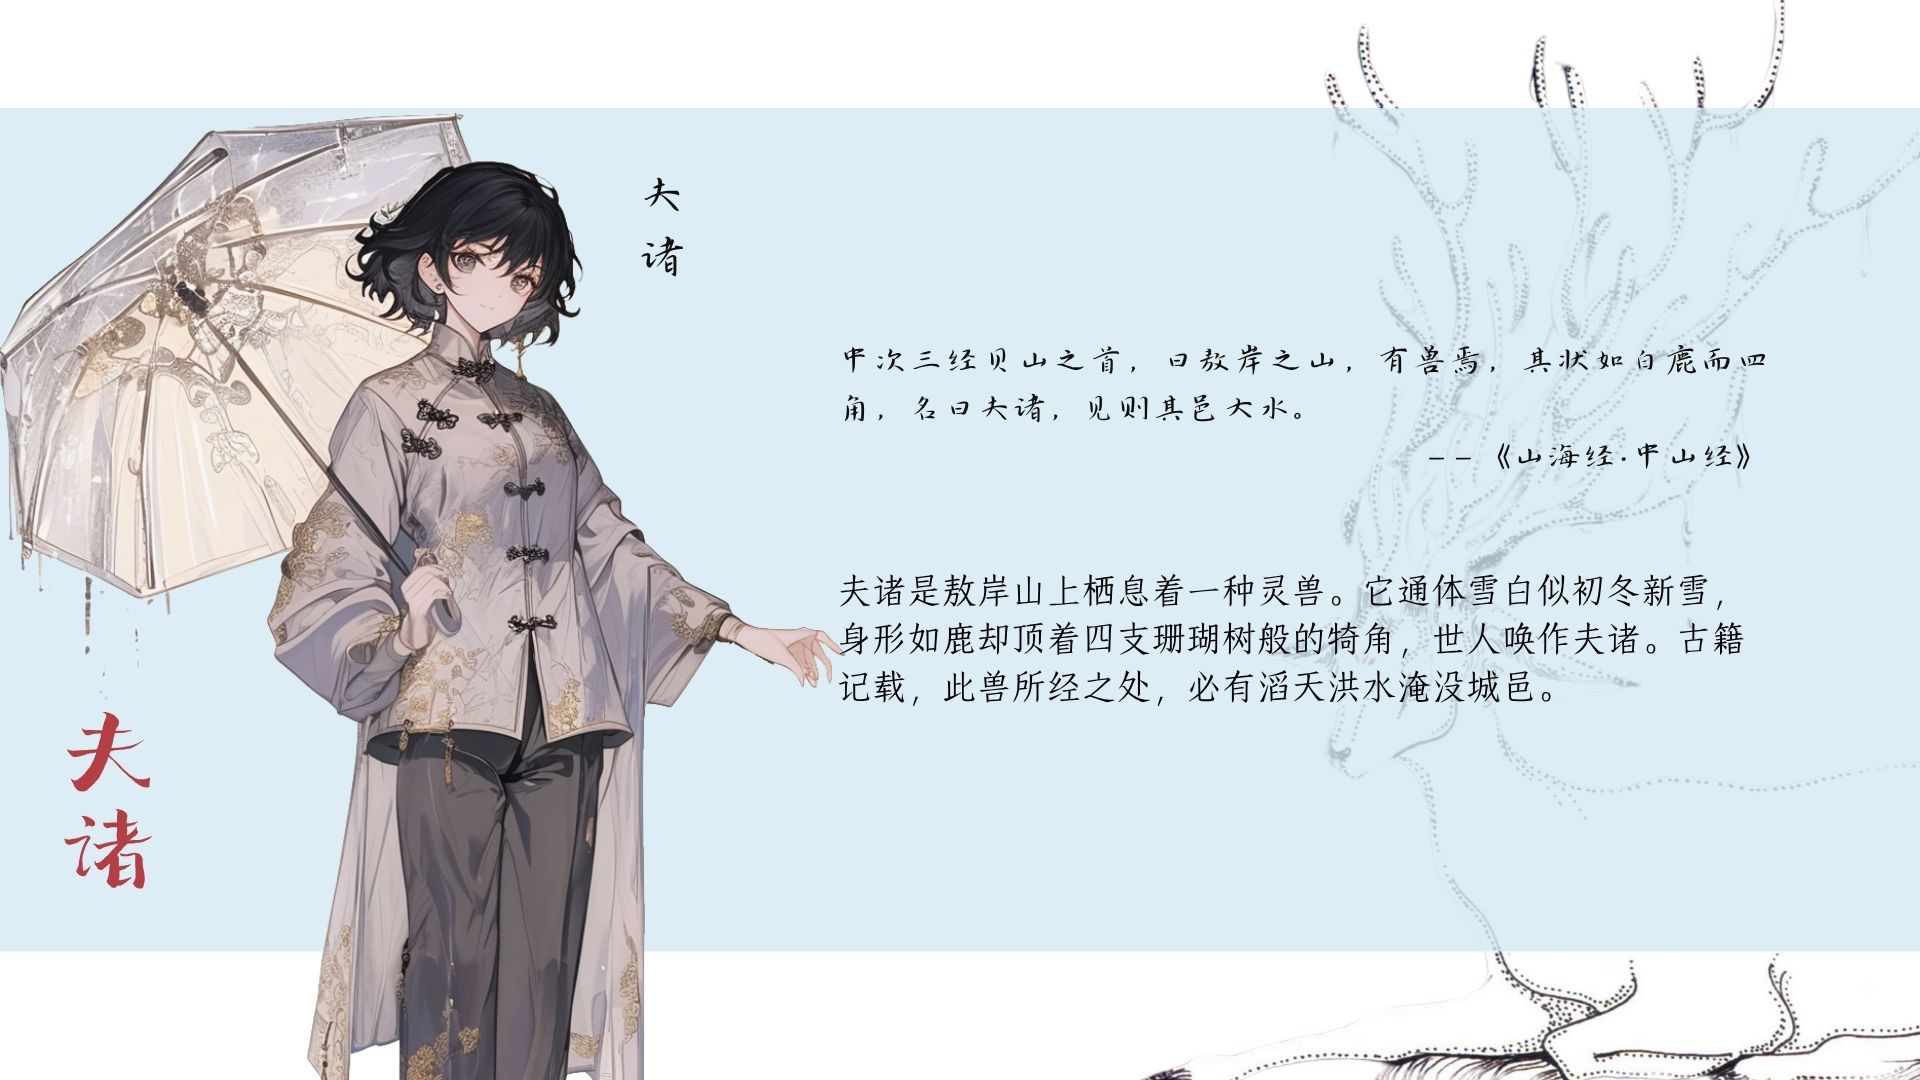 夫诸
中次三经贝山之首，曰敖岸之山，有兽焉，其状如白鹿而四
角，名曰夫诸，见则其邑大水。
--《山海经·中山经》
夫诸是敖岸山上栖息着一种灵兽。它通体雪白似初冬新雪，
身形如鹿却顶着四支珊瑚树般的犄角，世人唤作夫诸。古籍
记载，此兽所经之处，必有滔天洪水淹没城邑。
夫诸